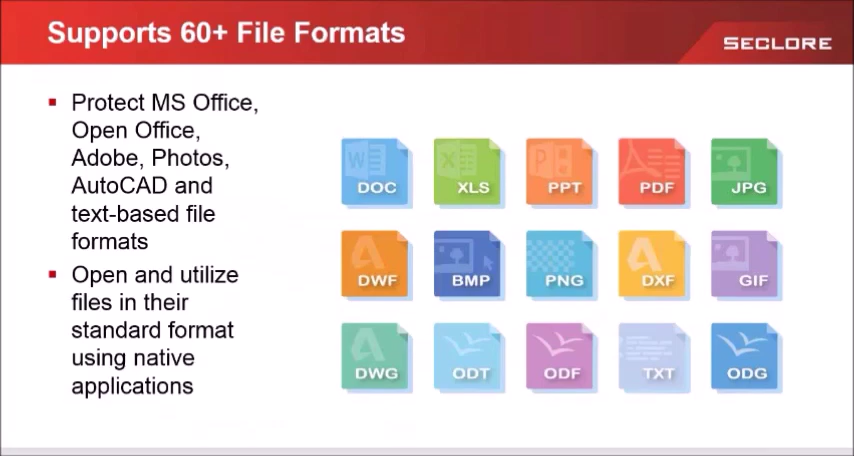 Supports 60+ File Formats
SECLORE
▪ Protect MS Office,
Open Office,
Adobe, Photos,
AutoCAD and
text-based file
formats
▪ Open and utilize
files in their
standard format
using native
applications
DOC XLS PPT PDF JPG
DWF BMP PNG DXF GIF
DWG ODT ODF TXT ODG